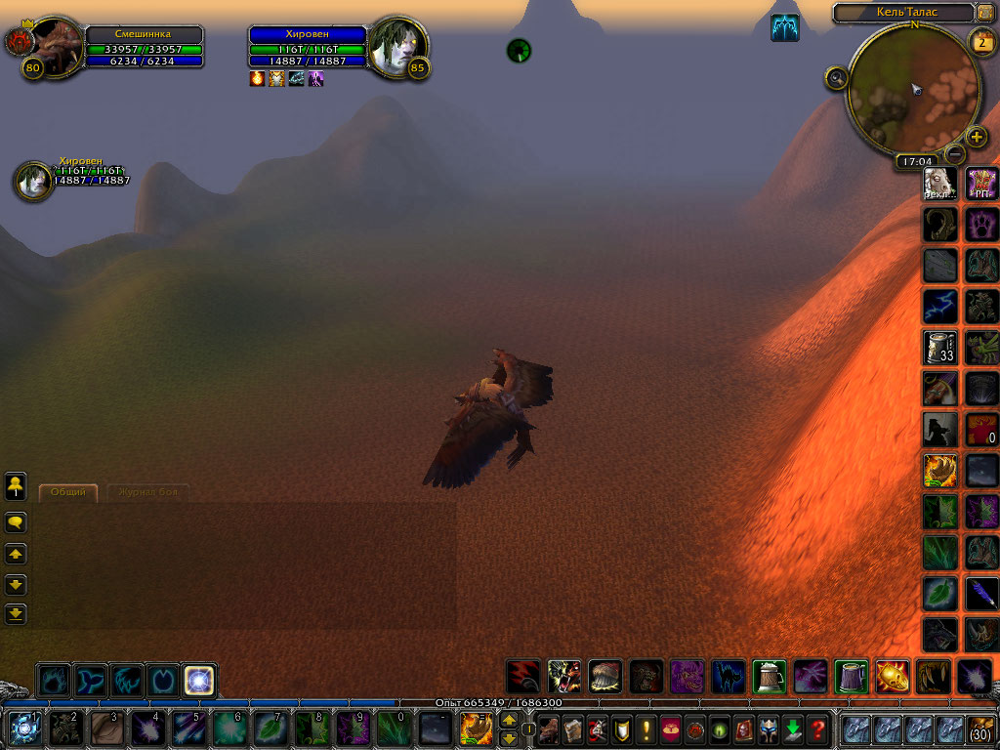 Кель'Талас
N
2
Смешиннка
33957 / 33957
6234 / 6234
80
Хировен
116T / 116T
14887 / 14887
85
Хировен
116T / 116T
14887 / 14887
17:04
рекл...
РП-
33
0
Общий
Журнал боя
Опыт 665349 / 1686300
1 2 3 4 5 6 7 8 9 0 - =
1
(30)